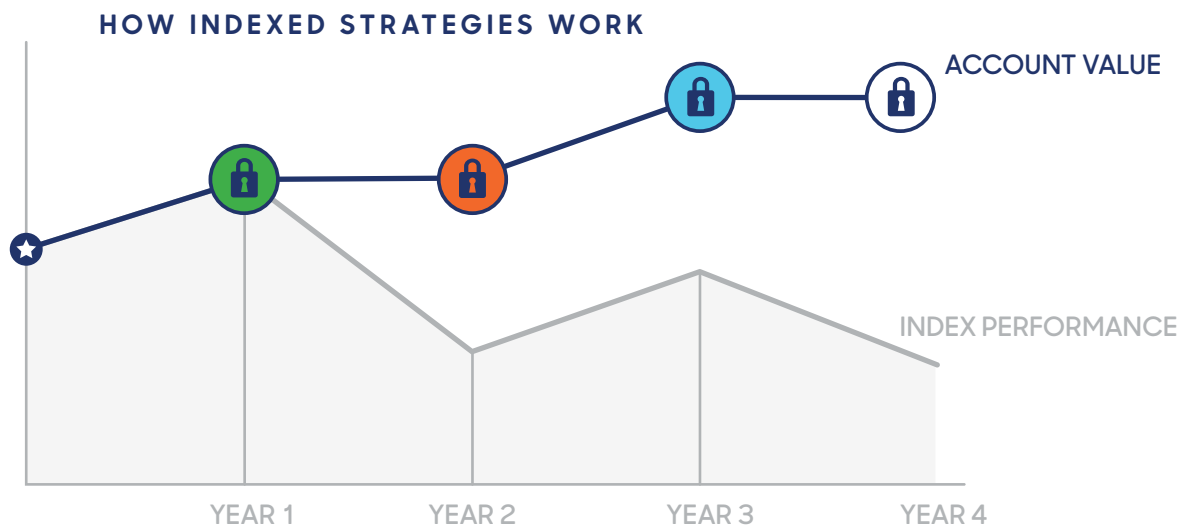 HOW INDEXED STRATEGIES WORK
ACCOUNT VALUE
INDEX PERFORMANCE
YEAR 1
YEAR 2
YEAR 3
YEAR 4